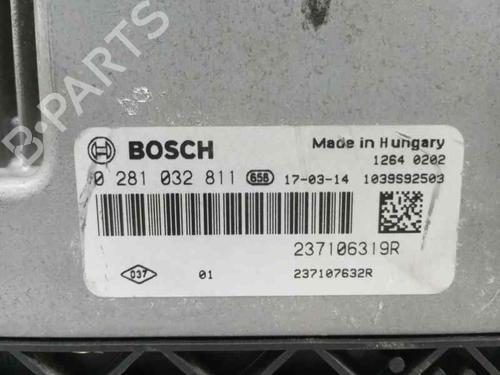 B-PARTS
BOSCH
Made in Hungary
1264 0202
0 281 032 811 656 17-03-14 1039S92503
237106319R
037 01 237107632R